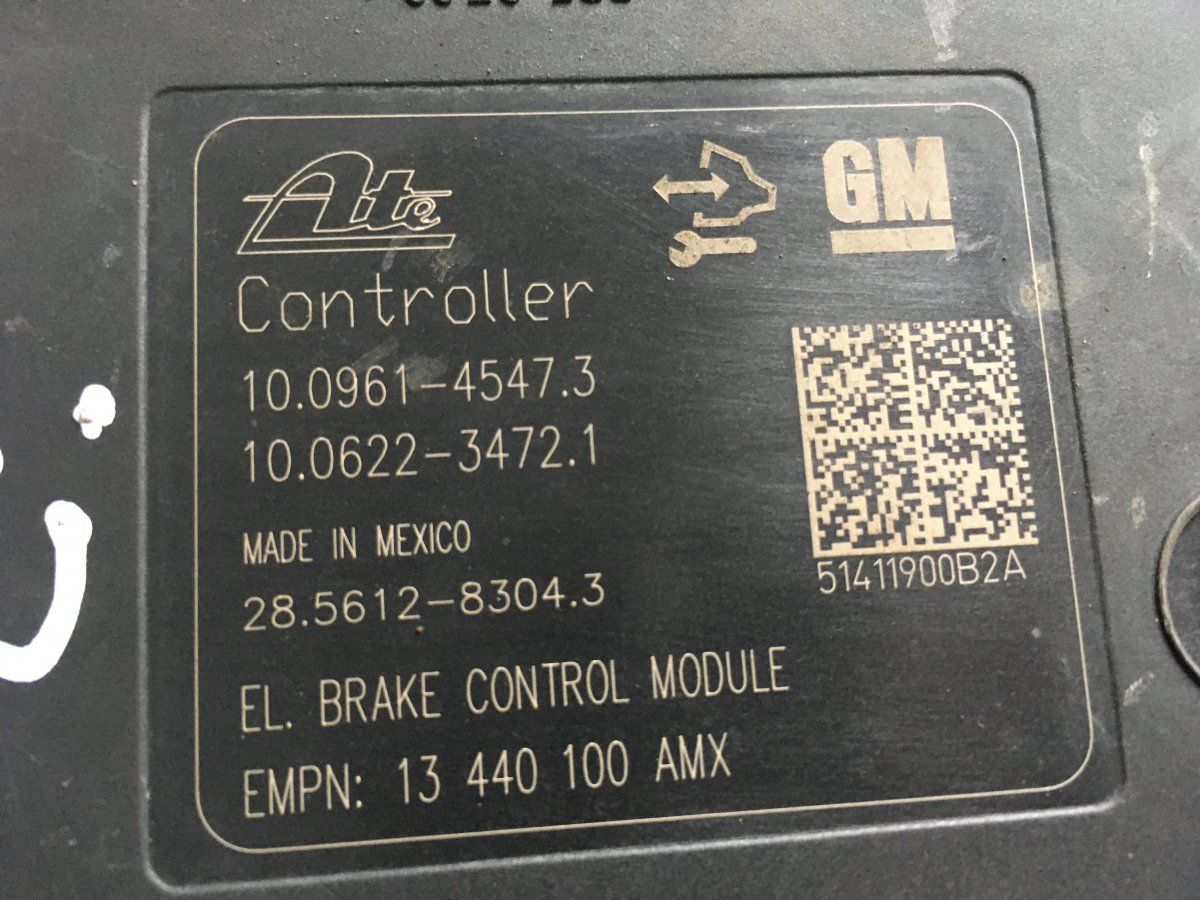 Ate
GM
Controller
10.0961-4547.3
10.0622-3472.1
MADE IN MEXICO
28.5612-8304.3
51411900B2A
EL. BRAKE CONTROL MODULE
EMPN: 13 440 100 AMX